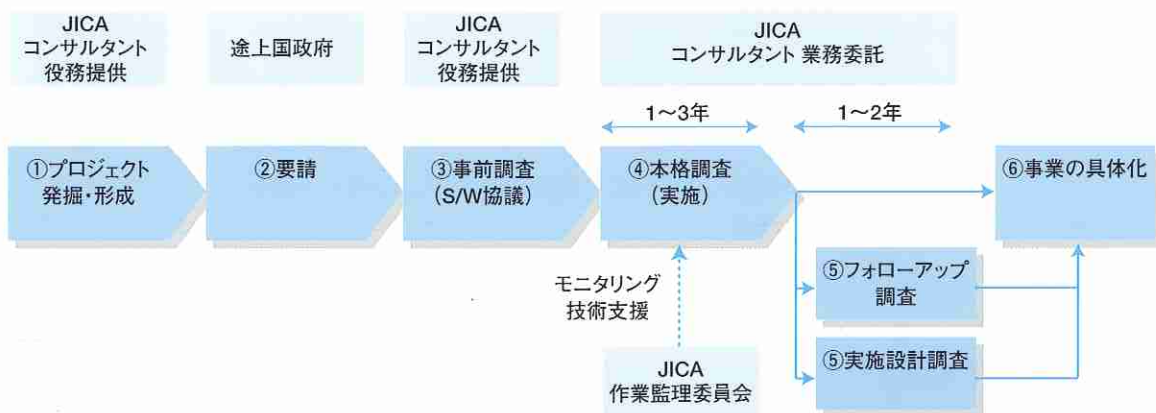 JICA
コンサルタント
役務提供
途上国政府
JICA
コンサルタント
役務提供
JICA
コンサルタント 業務委託
1〜3年
1〜2年
①プロジェクト
発掘・形成
②要請
③事前調査
(S/W協議)
④本格調査
(実施)
⑥事業の具体化
⑤フォローアップ
調査
モニタリング
技術支援
⑤実施設計調査
JICA
作業監理委員会